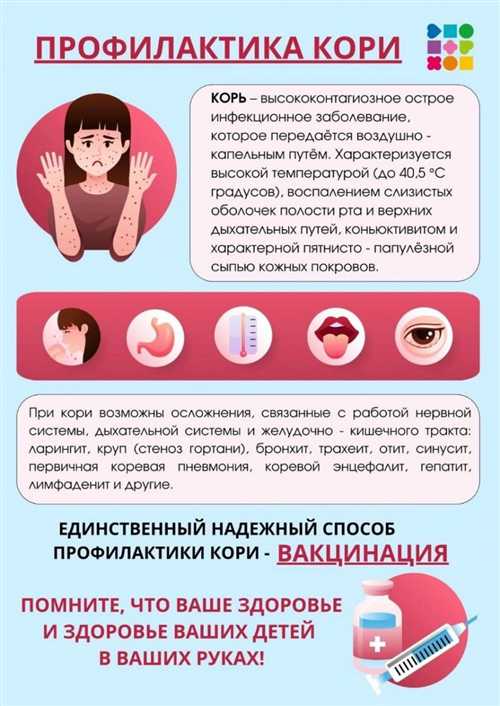 ПРОФИЛАКТИКА КОРИ
КОРЬ – высококонтагиозное острое
инфекционное заболевание,
которое передаётся воздушно -
капельным путём. Характеризуется
высокой температурой (до 40,5 °C
градусов), воспалением слизистых
оболочек полости рта и верхних
дыхательных путей, коньюктивитом и
характерной пятнисто - папулёзной
сыпью кожных покровов.
При кори возможны осложнения, связанные с работой нервной
системы, дыхательной системы и желудочно - кишечного тракта:
ларингит, круп (стеноз гортани), бронхит, трахеит, отит, синусит,
первичная коревая пневмония, коревой энцефалит, гепатит,
лимфаденит и другие.
ЕДИНСТВЕННЫЙ НАДЕЖНЫЙ СПОСОБ
ПРОФИЛАКТИКИ КОРИ - ВАКЦИНАЦИЯ
ПОМНИТЕ, ЧТО ВАШЕ ЗДОРОВЬЕ
И ЗДОРОВЬЕ ВАШИХ ДЕТЕЙ
В ВАШИХ РУКАХ!